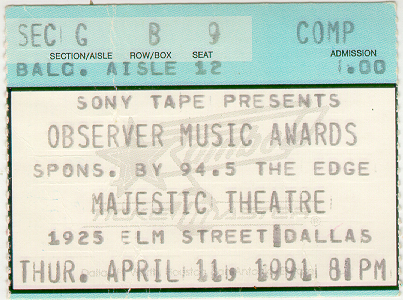 SEC G B 9 COMP
SECTION/AISLE ROW/BOX SEAT ADMISSION
BALC. AISLE 12 1.00
SONY TAPE PRESENTS
OBSERVER MUSIC AWARDS
SPONS. BY 94.5 THE EDGE
MAJESTIC THEATRE
1925 ELM STREET DALLAS
THUR. APRIL 11, 1991 8 PM